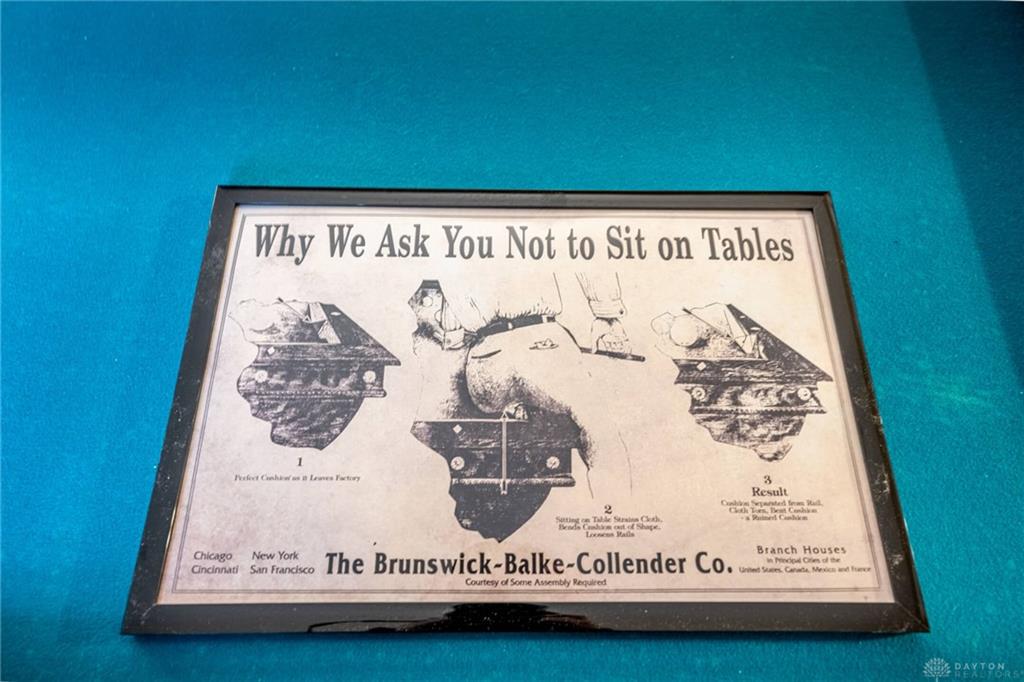 Why We Ask You Not to Sit on Tables
1
Perfect Cushion as it Leaves Factory
2
Sitting on Table Strains Cloth,
Bends Cushion out of Shape,
Loosens Rails
3
Result
Cushion Separated from Rail,
Cloth Torn, Bent Cushion
- a Ruined Cushion
Chicago New York
Cincinnati San Francisco
The Brunswick-Balke-Collender Co.
Courtesy of Some Assembly Required
Branch Houses
in Principal Cities of the
United States, Canada, Mexico and France
DAYTON
REALTORS